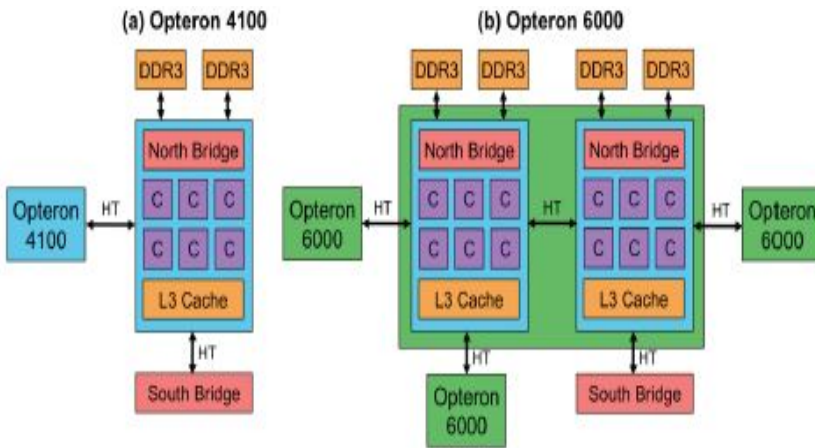 (a) Opteron 4100
DDR3 DDR3
North Bridge
C C C
C C C
L3 Cache
Opteron
4100
HT
HT
South Bridge
(b) Opteron 6000
DDR3 DDR3 DDR3 DDR3
North Bridge North Bridge
C C C C C C
C C C C C C
L3 Cache L3 Cache
Opteron
6000
HT
HT
HT
Opteron
6000
HT
HT
Opteron
6000
South Bridge